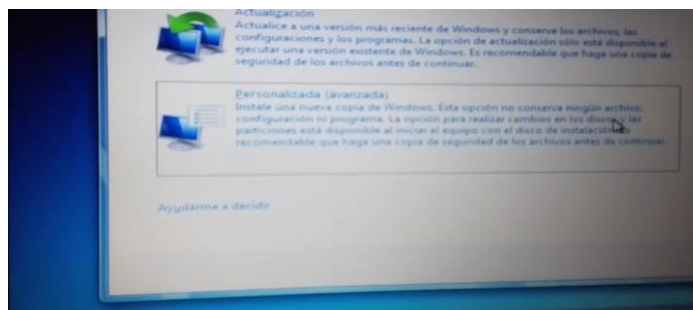 Actualización
Actualice a una versión más reciente de Windows y conserve los archivos, las
configuraciones y los programas. La opción de actualización sólo está disponible al
ejecutar una versión existente de Windows. Es recomendable que haga una copia de
seguridad de los archivos antes de continuar.
Personalizada (avanzada)
Instale una nueva copia de Windows. Esta opción no conserva ningún archivo,
configuración ni programa. La opción para realizar cambios en los discos y las
particiones está disponible al iniciar el equipo con el disco de instalación.
recomendable que haga una copia de seguridad de los archivos antes de continuar.
Ayudarme a decidir